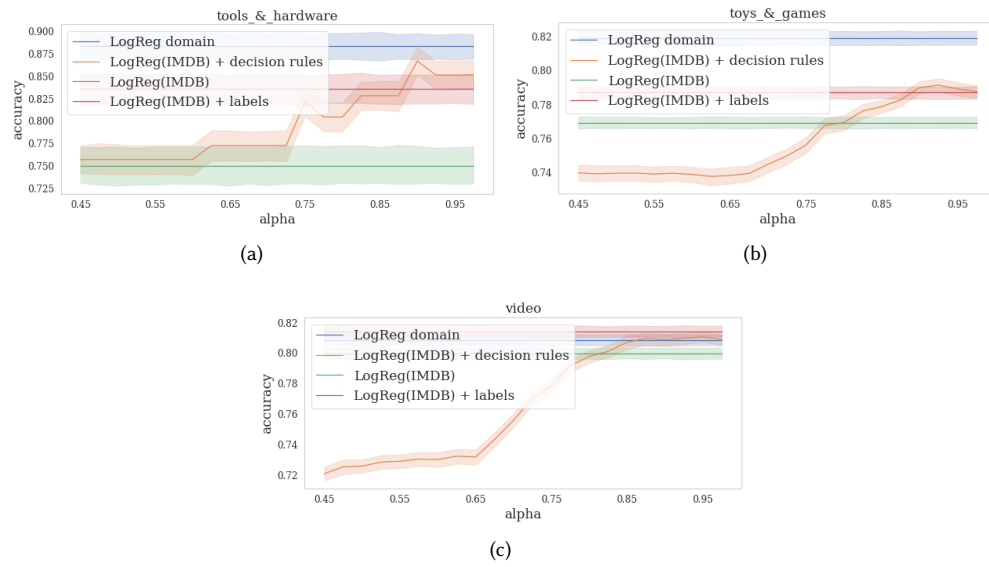 tools_&_hardware
0.900
0.875
0.850
0.825
0.800
0.775
0.750
0.725
accuracy
LogReg domain
LogReg(IMDB) + decision rules
LogReg(IMDB)
LogReg(IMDB) + labels
0.45 0.55 0.65 0.75 0.85 0.95
alpha
(a)
toys_&_games
0.82
0.80
0.78
0.76
0.74
accuracy
LogReg domain
LogReg(IMDB) + decision rules
LogReg(IMDB)
LogReg(IMDB) + labels
0.45 0.55 0.65 0.75 0.85 0.95
alpha
(b)
video
0.82
0.80
0.78
0.76
0.74
0.72
accuracy
LogReg domain
LogReg(IMDB) + decision rules
LogReg(IMDB)
LogReg(IMDB) + labels
0.45 0.55 0.65 0.75 0.85 0.95
alpha
(c)